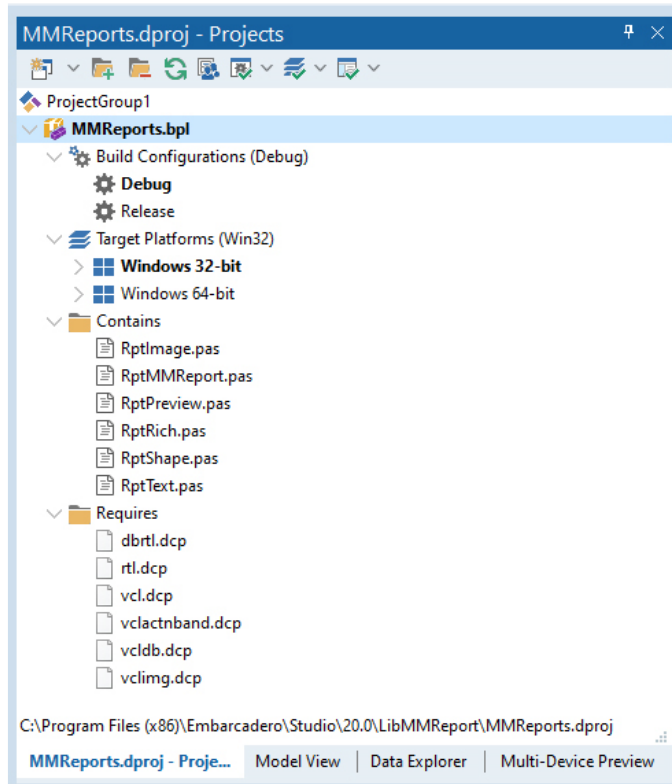 MMReports.dproj - Projects
ProjectGroup1
MMReports.bpl
Build Configurations (Debug)
Debug
Release
Target Platforms (Win32)
Windows 32-bit
Windows 64-bit
Contains
RptImage.pas
RptMMReport.pas
RptPreview.pas
RptRich.pas
RptShape.pas
RptText.pas
Requires
dbrtl.dcp
rtl.dcp
vcl.dcp
vclactnband.dcp
vcldb.dcp
vclimg.dcp
C:\Program Files (x86)\Embarcadero\Studio\20.0\LibMMReport\MMReports.dproj
MMReports.dproj - Proje... Model View Data Explorer Multi-Device Preview